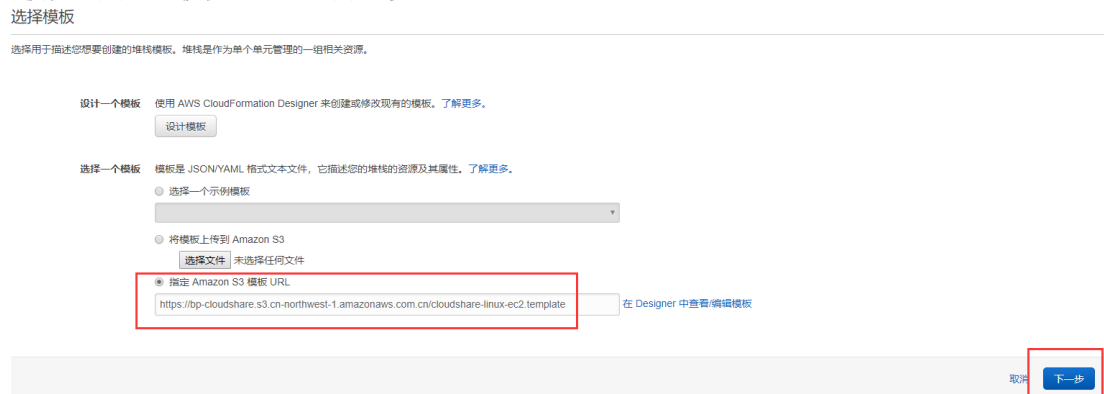 选择模板
选择用于描述您想要创建的堆栈模板。堆栈是作为单个单元管理的一组相关资源。
设计一个模板 使用 AWS CloudFormation Designer 来创建或修改现有的模板。了解更多。
设计模板
选择一个模板 模板是 JSON/YAML 格式文本文件，它描述您的堆栈的资源及其属性。了解更多。
选择一个示例模板
将模板上传到 Amazon S3
选择文件 未选择任何文件
指定 Amazon S3 模板 URL
https://bp-cloudshare.s3.cn-northwest-1.amazonaws.com.cn/cloudshare-linux-ec2.template 在 Designer 中查看/编辑模板
取消 下一步